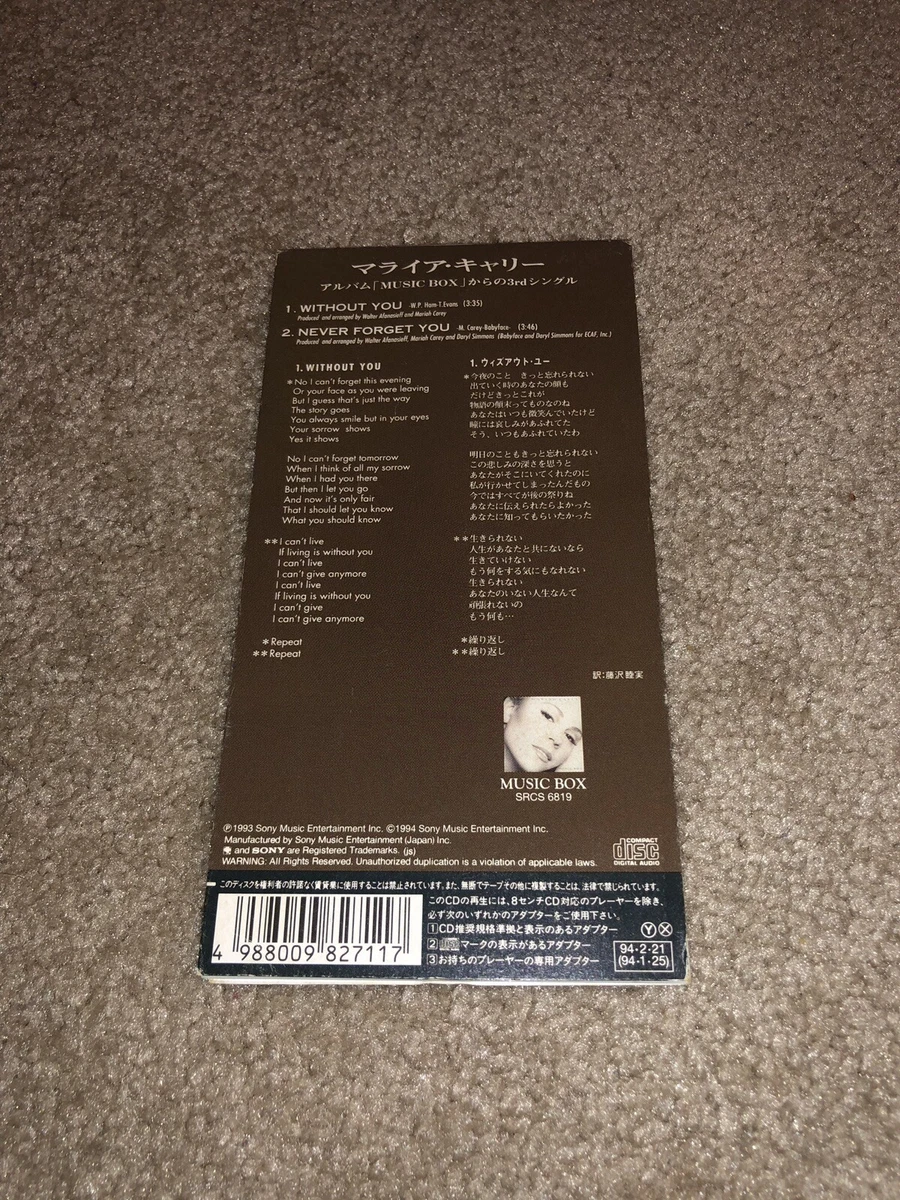 マライア・キャリー
アルバム「MUSIC BOX」からの3rdシングル
1. WITHOUT YOU -W.P. Ham-T.Evans (3:35)
Produced and arranged by Walter Afanasieff and Mariah Carey
2. NEVER FORGET YOU -M. Carey-Babyface- (3:46)
Produced and arranged by Walter Afanasieff, Mariah Carey and Daryl Simmons (Babyface and Daryl Simmons for ECAF, Inc.)
1. WITHOUT YOU
*No I can't forget this evening
Or your face as you were leaving
But I guess that's just the way
The story goes
You always smile but in your eyes
Your sorrow shows
Yes it shows
No I can't forget tomorrow
When I think of all my sorrow
When I had you there
But then I let you go
And now it's only fair
That I should let you know
What you should know
**I can't live
If living is without you
I can't live
I can't give anymore
I can't live
If living is without you
I can't give
I can't give anymore
*Repeat
**Repeat
1. ウィズアウト・ユー
*今夜のこと きっと忘れられない
出ていく時のあなたの顔も
だけどきっとこれが
物語の顛末ってものなのね
あなたはいつも微笑んでいたけど
瞳には哀しみがあふれてた
そう、いつもあふれていたわ
明日のこともきっと忘れられない
この悲しみの深さを思うと
あなたがそこにいてくれたのに
私が行かせてしまったんだもの
今ではすべてが後の祭りね
あなたに伝えられたらよかった
あなたに知ってもらいたかった
**生きられない
人生があなたと共にないなら
生きていけない
もう何をする気にもなれない
生きられない
あなたのいない人生なんて
頑張れないの
もう何も…
*繰り返し
**繰り返し
訳:藤沢睦実
MUSIC BOX
SRCS 6819
Ⓟ1993 Sony Music Entertainment Inc. ©1994 Sony Music Entertainment Inc.
Manufactured by Sony Music Entertainment (Japan) Inc.
and SONY are Registered Trademarks. (js)
WARNING: All Rights Reserved. Unauthorized duplication is a violation of applicable laws.
COMPACT
disc
DIGITAL AUDIO
このディスクを権利者の許諾なく賃貸業に使用することは禁止されています。また、無断でテープその他に複製することは、法律で禁じられています。
4 988009 827117
このCDの再生には、8センチCD対応のプレーヤーを除き、
必ず次のいずれかのアダプターをご使用下さい。
1 CD推奨規格準拠と表示のあるアダプター
2 マークの表示があるアダプター
3 お持ちのプレーヤーの専用アダプター
Ⓨ Ⓧ
94・2・21
(94・1・25)